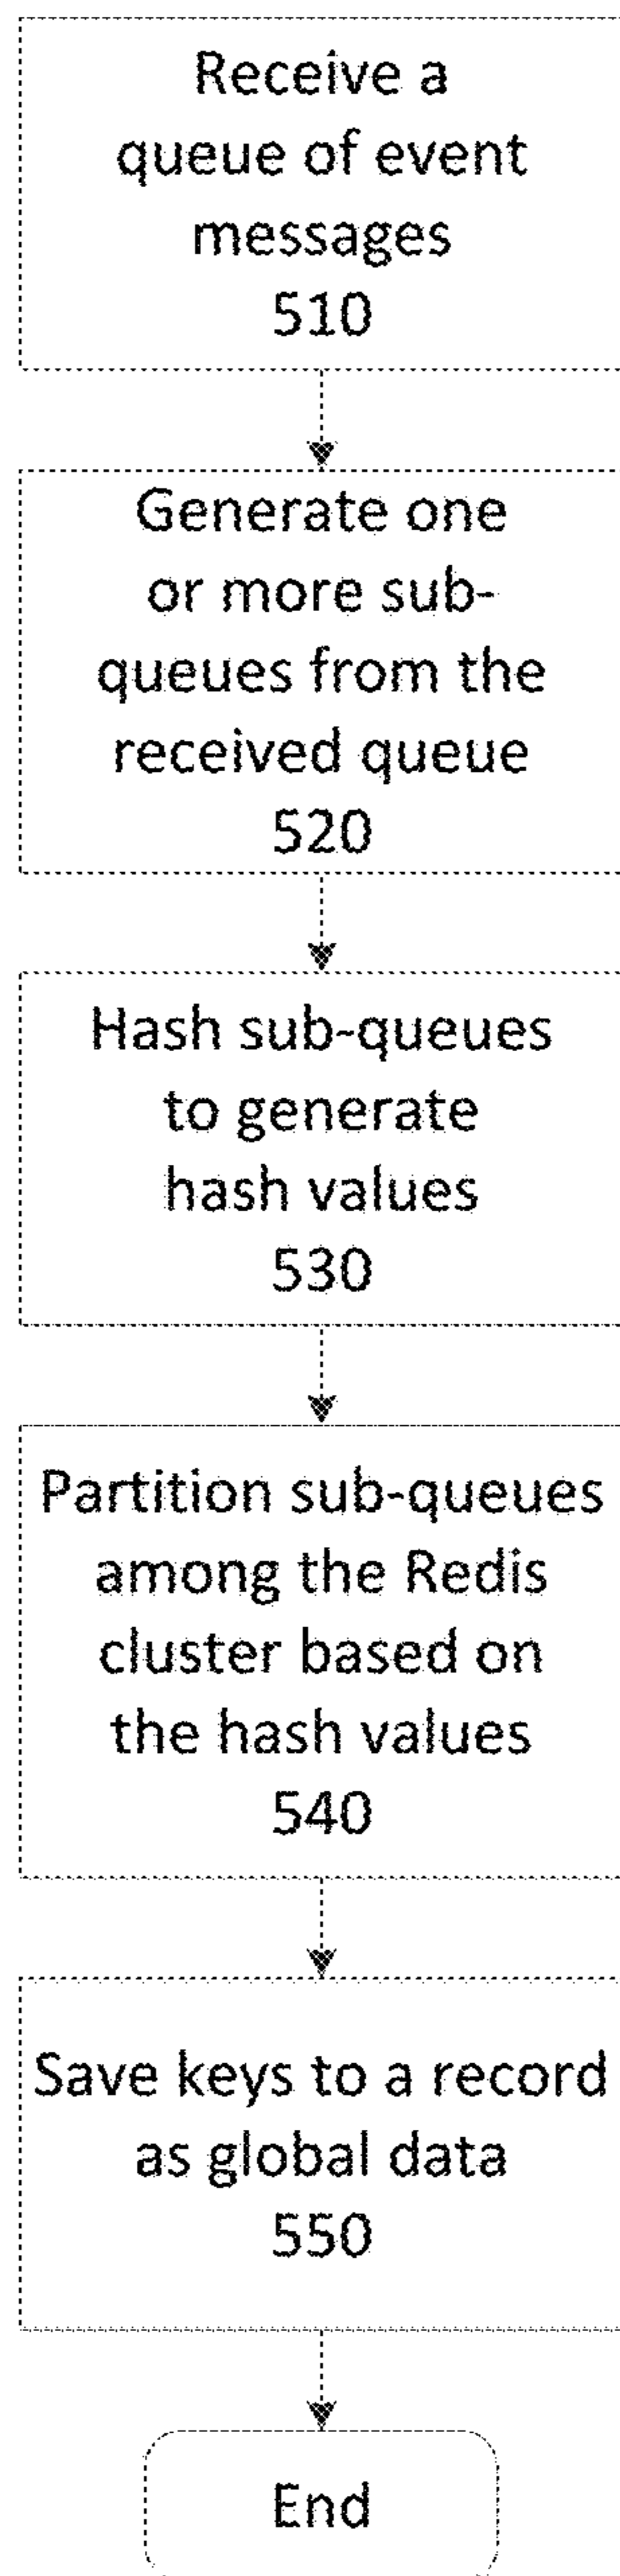 Receive a
queue of event
messages
510
Generate one
or more sub-
queues from the
received queue
520
Hash sub-queues
to generate
hash values
530
Partition sub-queues
among the Redis
cluster based on
the hash values
540
Save keys to a record
as global data
550
End